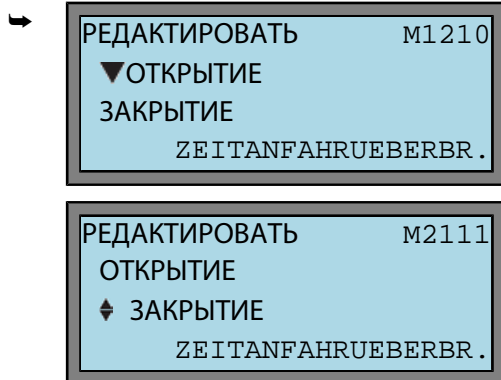 РЕДАКТИРОВАТЬ M1210
ОТКРЫТИЕ
ЗАКРЫТИЕ
ZEITANFAHRUEBERBR.
РЕДАКТИРОВАТЬ M2111
ОТКРЫТИЕ
ЗАКРЫТИЕ
ZEITANFAHRUEBERBR.